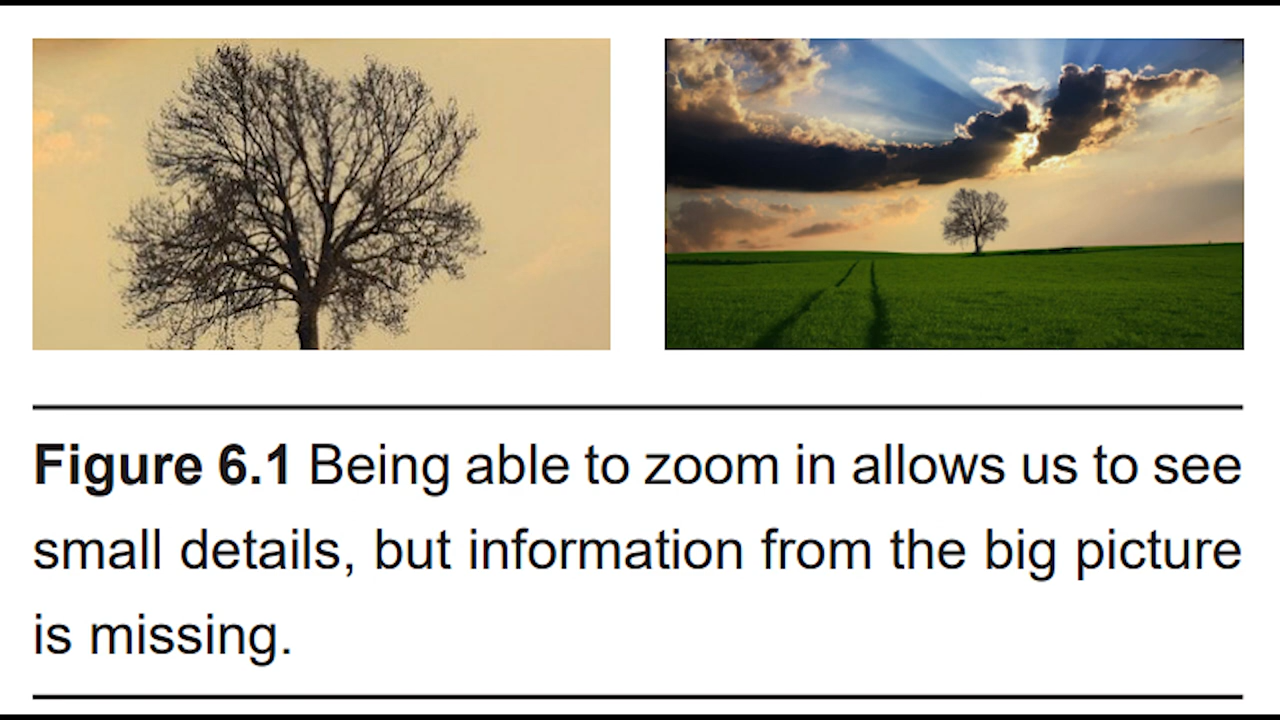 Figure 6.1 Being able to zoom in allows us to see
small details, but information from the big picture
is missing.